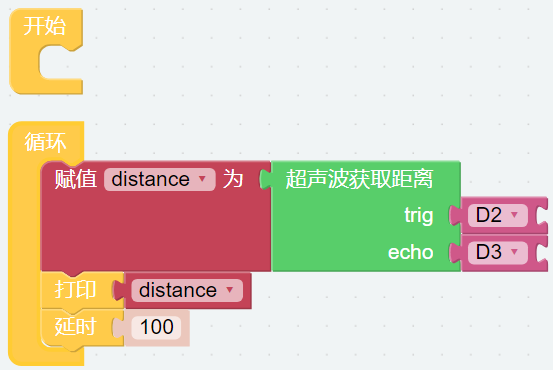 开始
循环
赋值 distance 为 超声波获取距离
trig D2
echo D3
打印 distance
延时 100